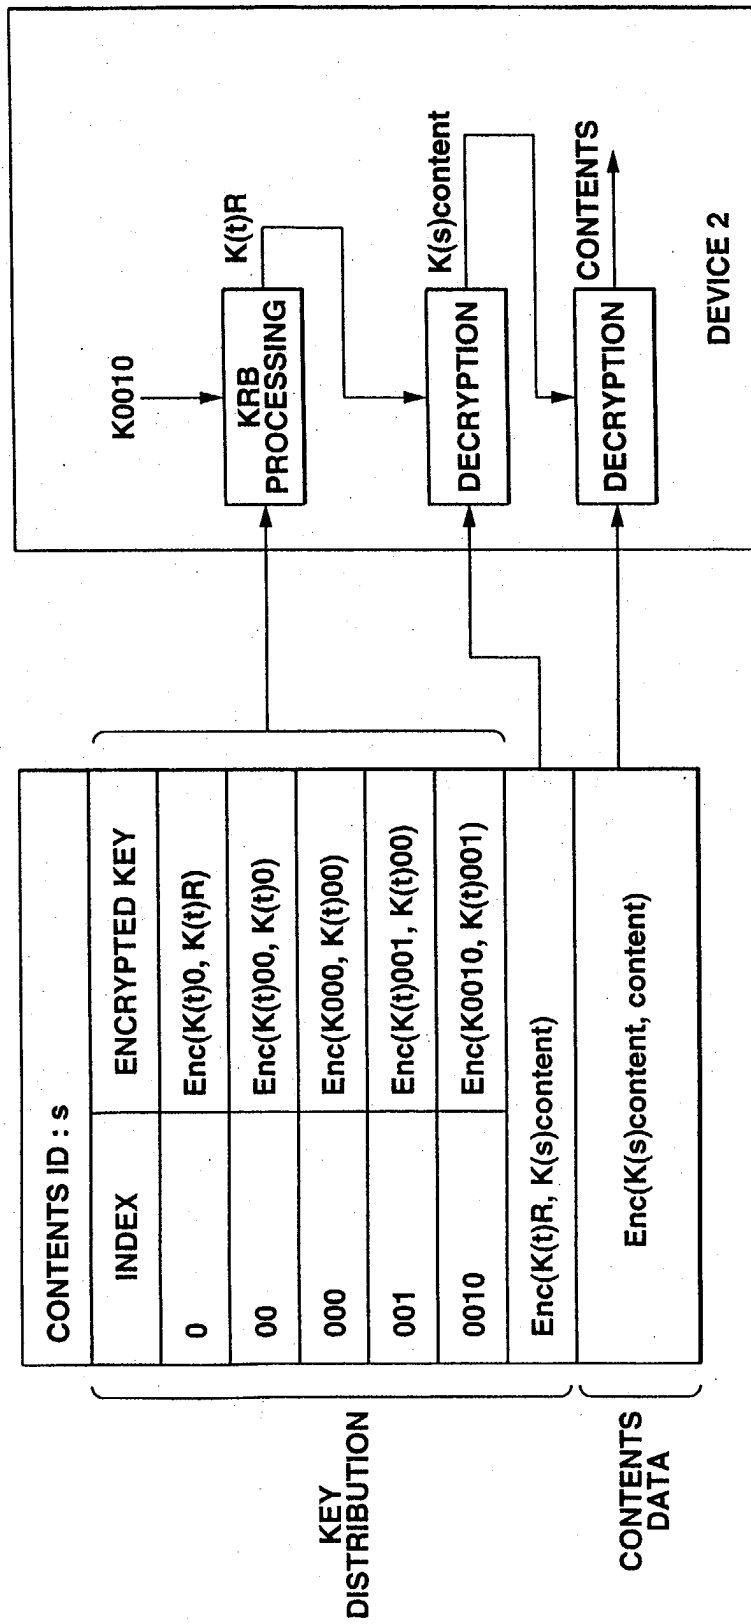 CONTENTS ID : s
INDEX
ENCRYPTED KEY
0
Enc(K(t)0, K(t)R)
00
Enc(K(t)00, K(t)0)
000
Enc(K000, K(t)00)
001
Enc(K(t)001, K(t)00)
0010
Enc(K0010, K(t)001)
Enc(K(t)R, K(s)content)
Enc(K(s)content, content)
KEY
DISTRIBUTION
CONTENTS
DATA
K0010
KRB
PROCESSING
K(t)R
DECRYPTION
K(s)content
DECRYPTION
CONTENTS
DEVICE 2